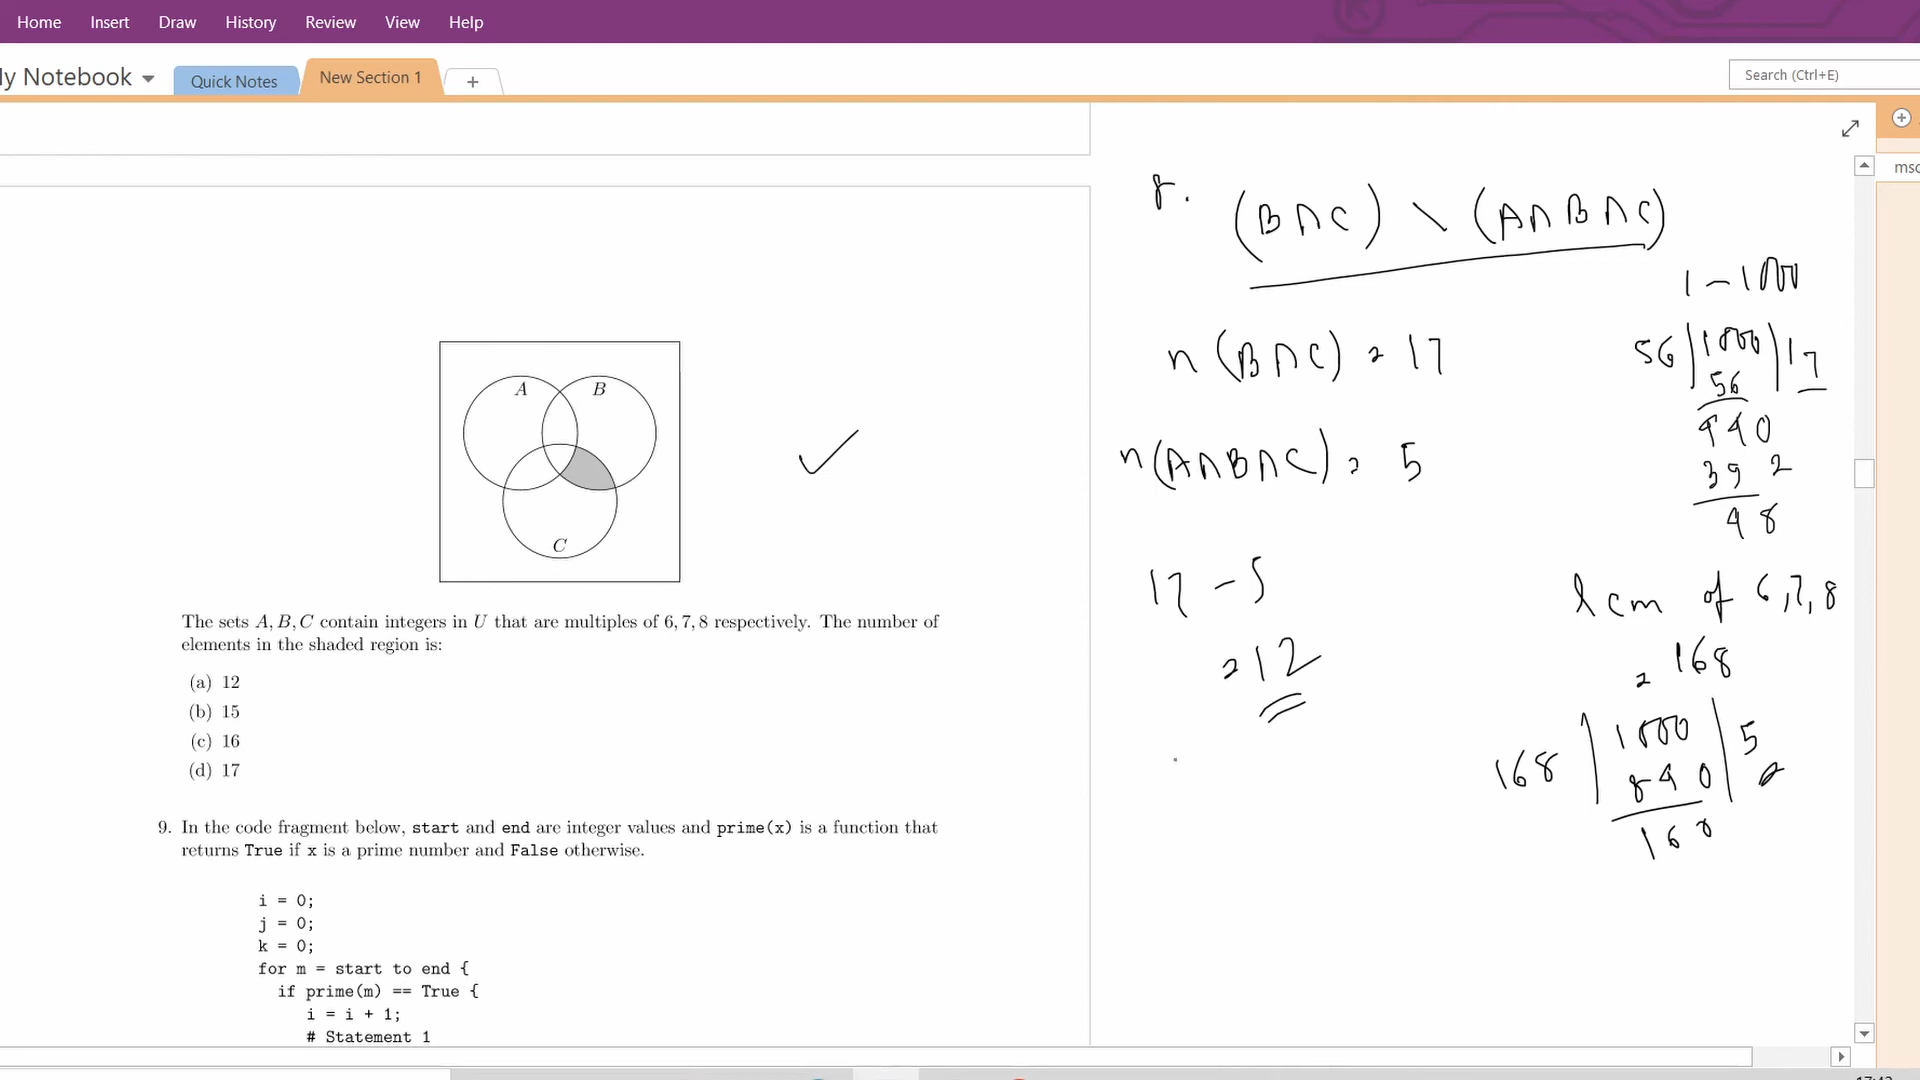 Home Insert Draw History Review View Help
ly Notebook Quick Notes New Section 1 +
Search (Ctrl+E)
A
B
C
The sets A, B, C contain integers in U that are multiples of 6, 7, 8 respectively. The number of
elements in the shaded region is:
(a) 12
(b) 15
(c) 16
(d) 17
9. In the code fragment below, start and end are integer values and prime(x) is a function that
returns True if x is a prime number and False otherwise.
i = 0;
j = 0;
k = 0;
for m = start to end {
if prime(m) == True {
i = i + 1;
# Statement 1
8. (B∩C) \ (A∩B∩C)
n(B∩C) = 17
n(A∩B∩C) = 5
17 - 5
= 12
1 - 1000
56 | 1000 | 17
56
440
392
48
lcm of 6,7,8
= 168
168 | 1000 | 5
840
160
msc